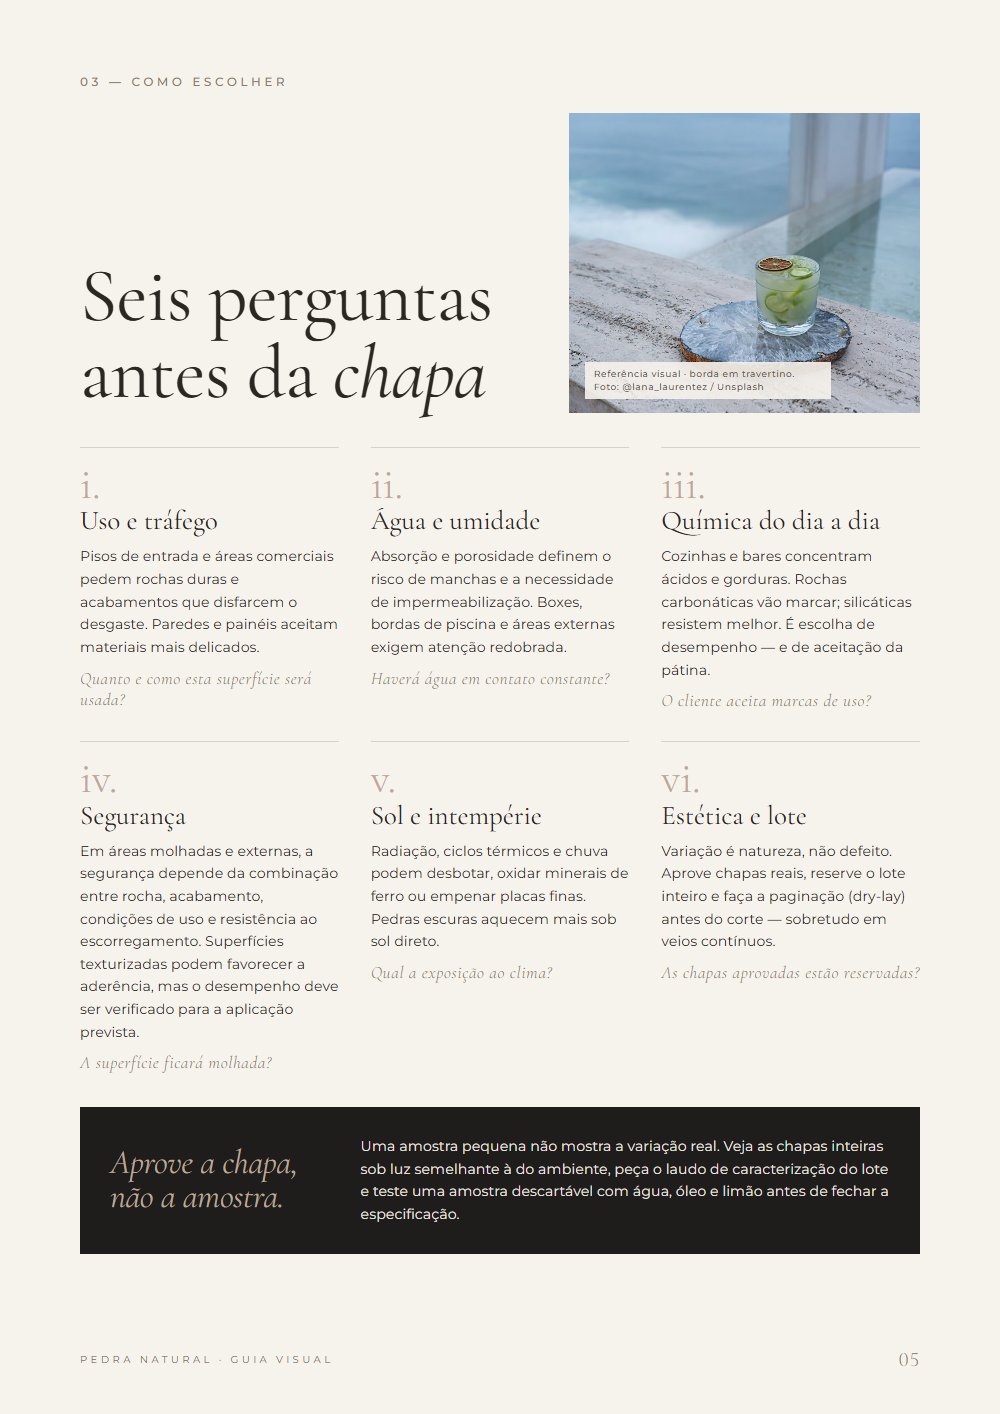 03 — COMO ESCOLHER
Seis perguntas
antes da chapa
Referência visual · borda em travertino.
Foto: @lana_laurentez / Unsplash
i.
Uso e tráfego
Pisos de entrada e áreas comerciais
pedem rochas duras e
acabamentos que disfarcem o
desgaste. Paredes e painéis aceitam
materiais mais delicados.
Quanto e como esta superfície será
usada?
ii.
Água e umidade
Absorção e porosidade definem o
risco de manchas e a necessidade
de impermeabilização. Boxes,
bordas de piscina e áreas externas
exigem atenção redobrada.
Haverá água em contato constante?
iii.
Química do dia a dia
Cozinhas e bares concentram
ácidos e gorduras. Rochas
carbonáticas vão marcar; silicáticas
resistem melhor. É escolha de
desempenho — e de aceitação da
pátina.
O cliente aceita marcas de uso?
iv.
Segurança
Em áreas molhadas e externas, a
segurança depende da combinação
entre rocha, acabamento,
condições de uso e resistência ao
escorregamento. Superfícies
texturizadas podem favorecer a
aderência, mas o desempenho deve
ser verificado para a aplicação
prevista.
A superfície ficará molhada?
v.
Sol e intempérie
Radiação, ciclos térmicos e chuva
podem desbotar, oxidar minerais de
ferro ou empenar placas finas.
Pedras escuras aquecem mais sob
sol direto.
Qual a exposição ao clima?
vi.
Estética e lote
Variação é natureza, não defeito.
Aprove chapas reais, reserve o lote
inteiro e faça a paginação (dry-lay)
antes do corte — sobretudo em
veios contínuos.
As chapas aprovadas estão reservadas?
Aprove a chapa,
não a amostra.
Uma amostra pequena não mostra a variação real. Veja as chapas inteiras
sob luz semelhante à do ambiente, peça o laudo de caracterização do lote
e teste uma amostra descartável com água, óleo e limão antes de fechar a
especificação.
PEDRA NATURAL · GUIA VISUAL
05